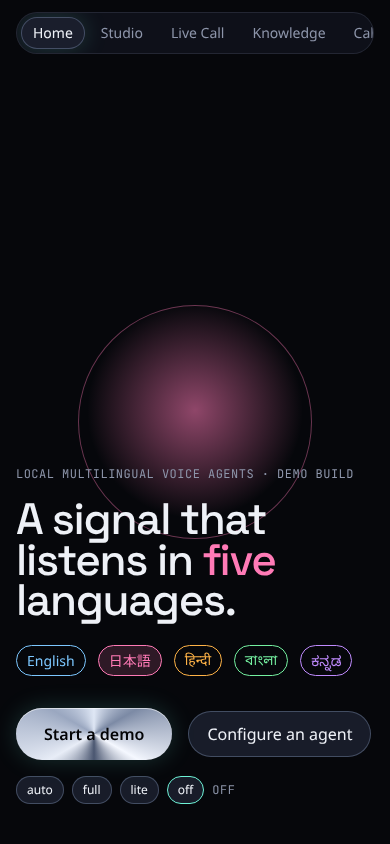 Home Studio Live Call Knowledge
LOCAL MULTILINGUAL VOICE AGENTS · DEMO BUILD
A signal that
listens in five
languages.
English 日本語 हिन्दी বাংলা ಕನ್ನಡ
Start a demo Configure an agent
auto full lite off OFF